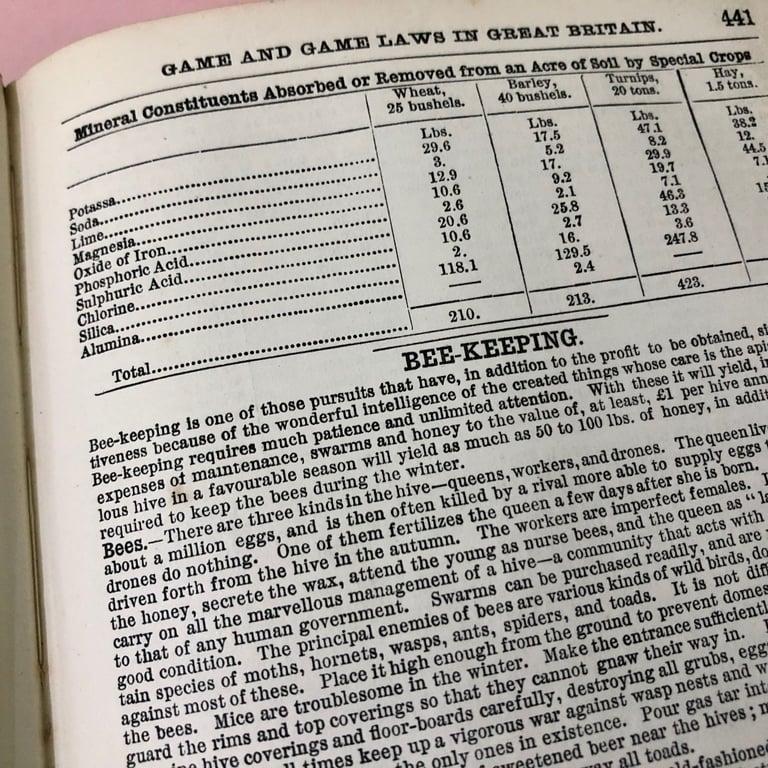 GAME AND GAME LAWS IN GREAT BRITAIN. 441
Mineral Constituents Absorbed or Removed from an Acre of Soil by Special Crops
Wheat, 25 bushels. Barley, 40 bushels. Turnips, 20 tons. Hay, 1.5 tons.
Lbs. Lbs. Lbs. Lbs.
Potassa 29.6 17.5 47.1 38.2
Soda 3. 5.2 8.2 12.
Lime 12.9 17. 29.9 44.5
Magnesia 10.6 9.2 19.7
Oxide of Iron 2.6 2.1 7.1
Phosphoric Acid 20.6 25.8 46.3
Sulphuric Acid 10.6 2.7 13.3
Chlorine 2. 16. 3.6
Silica 118.1 129.5 247.8
Alumina — 2.4 —
Total 210. 213. 423.
BEE-KEEPING.
Bee-keeping is one of those pursuits that have, in addition to the profit to be obtained,
tiveness because of the wonderful intelligence of the created things whose care is the
Bee-keeping requires much patience and unlimited attention. With these it will yield,
expenses of maintenance, swarms and honey to the value of, at least, £1 per hive
lous hive in a favourable season will yield as much as 50 to 100 lbs. of honey, in
required to keep the bees during the winter.
Bees.—There are three kinds in the hive—queens, workers, and drones. The queen
about a million eggs, and is then often killed by a rival more able to supply eggs
drones do nothing. One of them fertilizes the queen a few days after she is born.
driven forth from the hive in the autumn. The workers are imperfect females.
the honey, secrete the wax, attend the young as nurse bees, and the queen as "
carry on all the marvellous management of a hive—a community that acts with
to that of any human government. Swarms can be purchased readily, and are
good condition. The principal enemies of bees are various kinds of wild birds,
tain species of moths, hornets, wasps, ants, spiders, and toads. It is not
against most of these. Place it high enough from the ground to prevent
the bees. Mice are troublesome in the winter. Make the entrance
guard the rims and top coverings so that they cannot gnaw their way in.
hive coverings and floor-boards carefully, destroying all grubs,
times keep up a vigorous war against wasp nests and
the only ones in existence. Pour gas tar
sweetened beer near the hives;
away all toads.